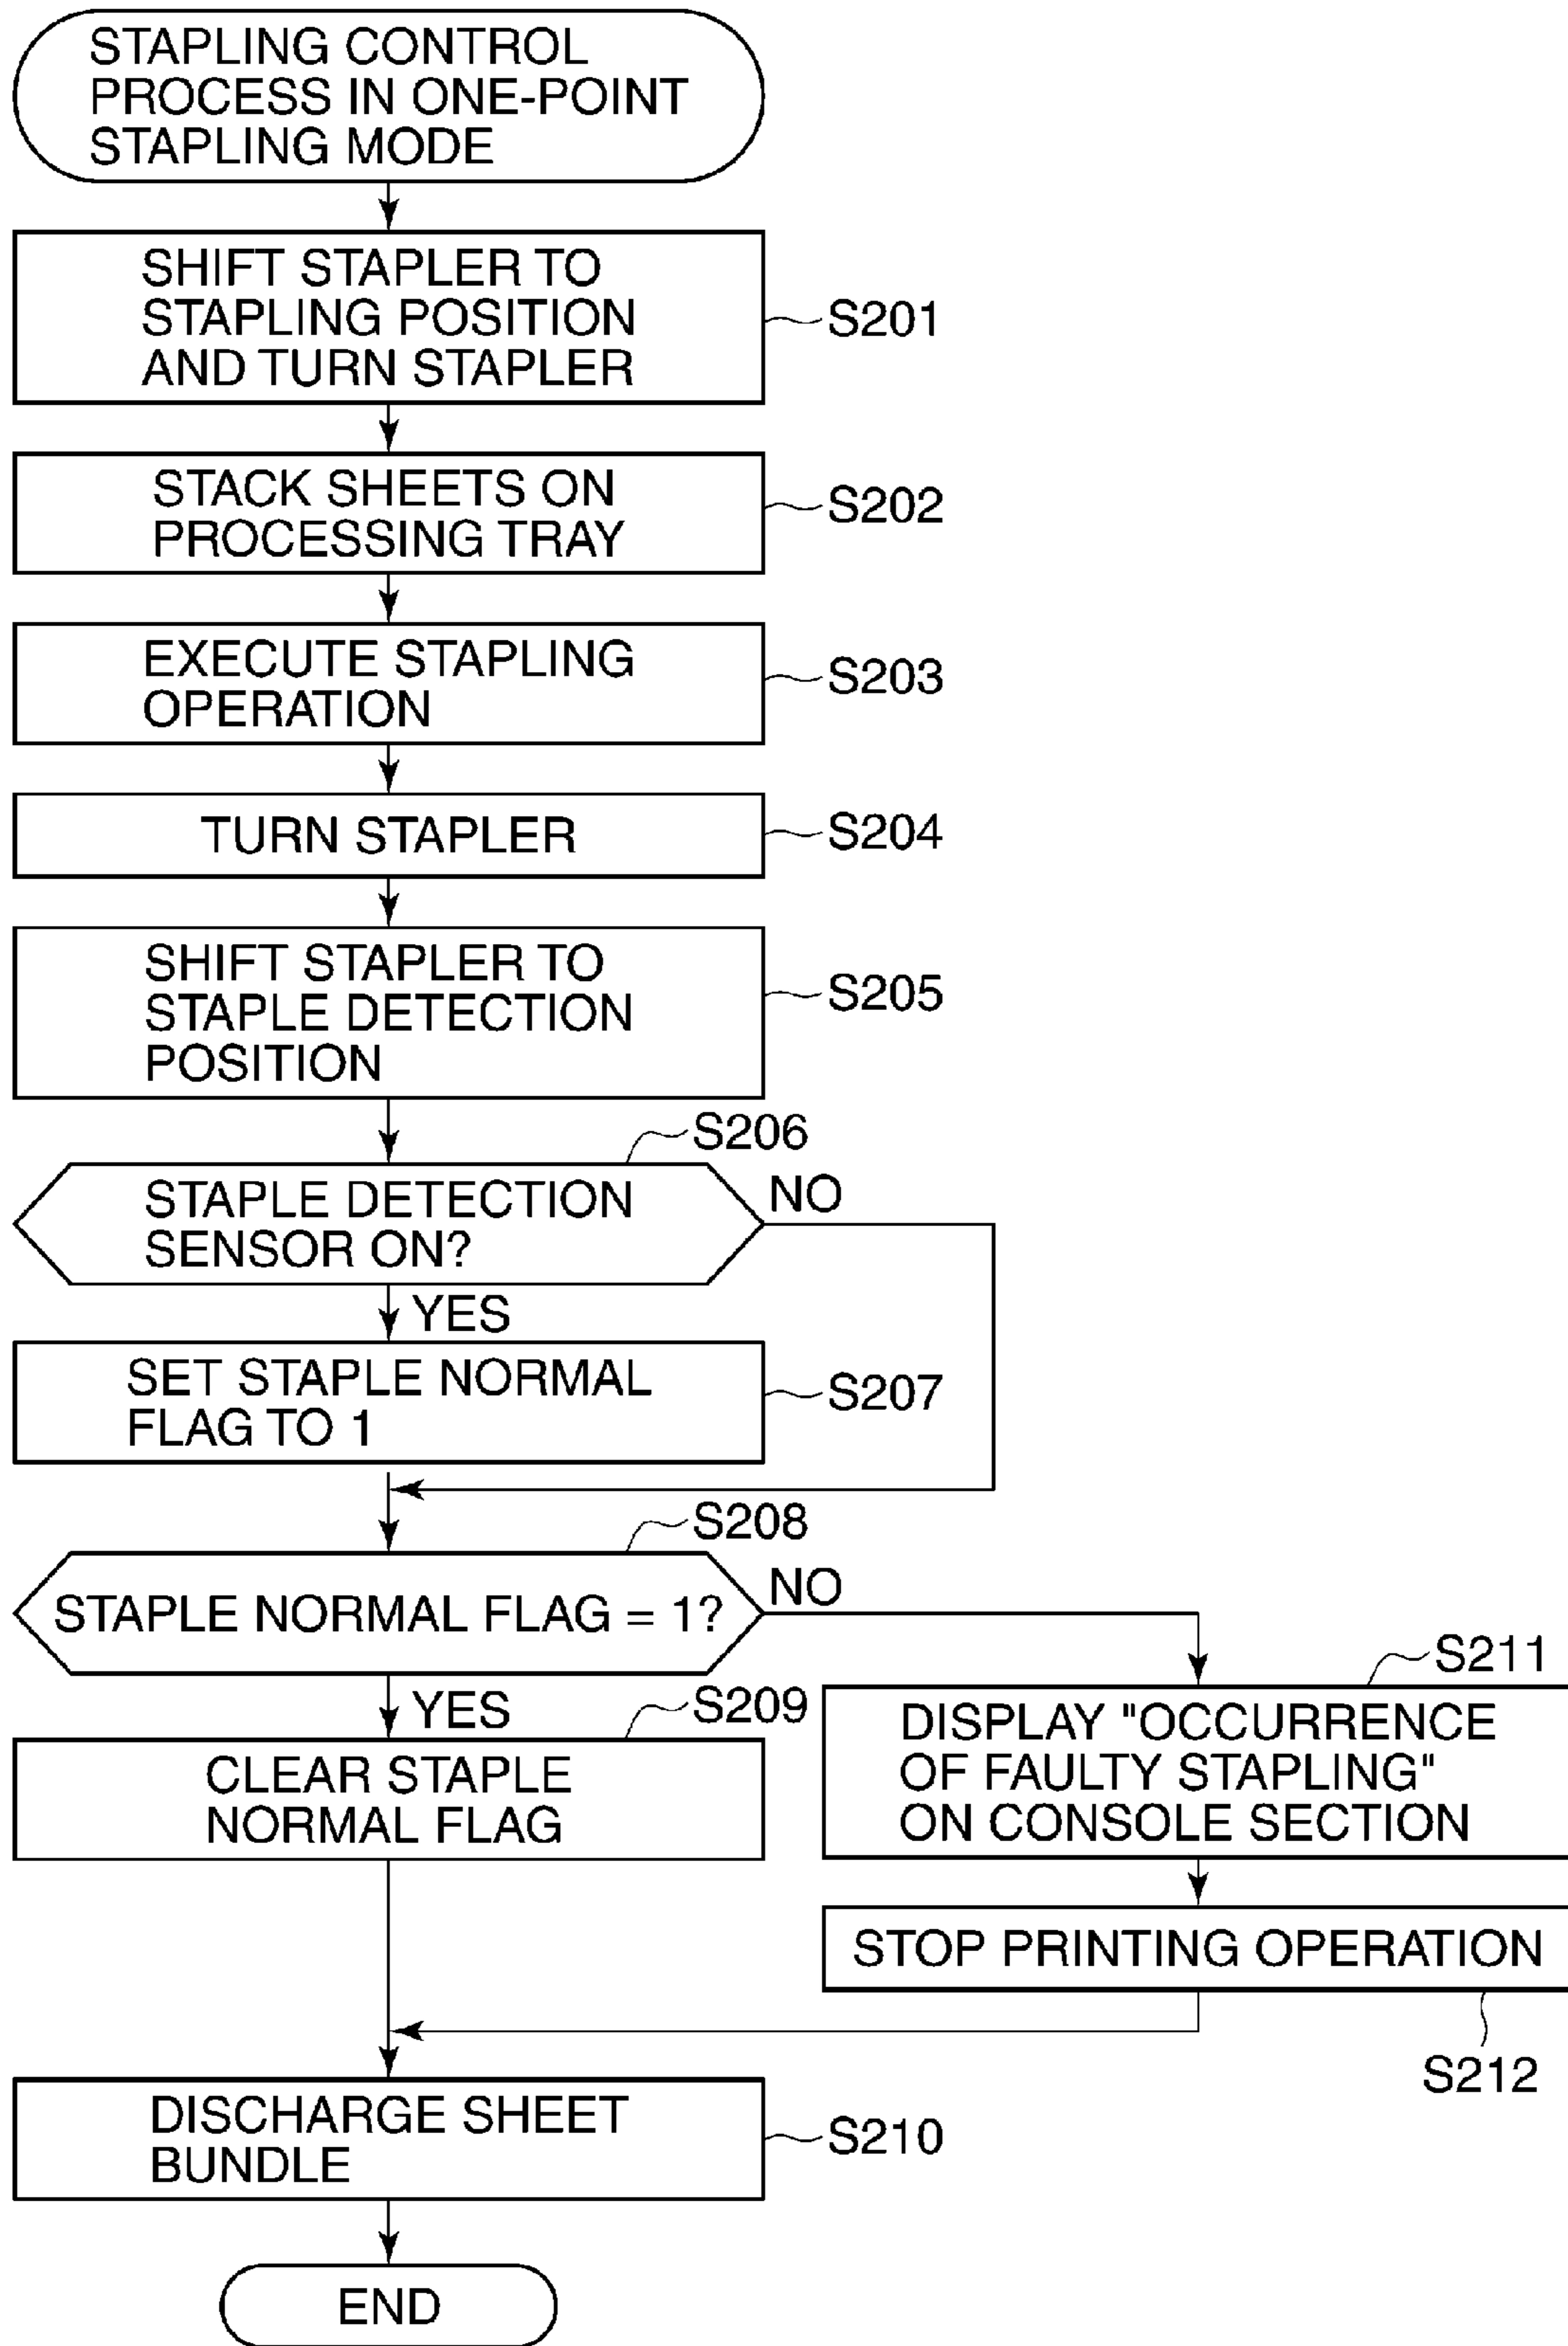 STAPLING CONTROL
PROCESS IN ONE-POINT
STAPLING MODE
SHIFT STAPLER TO
STAPLING POSITION
AND TURN STAPLER
S201
STACK SHEETS ON
PROCESSING TRAY
S202
EXECUTE STAPLING
OPERATION
S203
TURN STAPLER
S204
SHIFT STAPLER TO
STAPLE DETECTION
POSITION
S205
S206
STAPLE DETECTION
SENSOR ON?
NO
YES
SET STAPLE NORMAL
FLAG TO 1
S207
S208
STAPLE NORMAL FLAG = 1?
NO
YES
S209
CLEAR STAPLE
NORMAL FLAG
S211
DISPLAY "OCCURRENCE
OF FAULTY STAPLING"
ON CONSOLE SECTION
STOP PRINTING OPERATION
S212
DISCHARGE SHEET
BUNDLE
S210
END